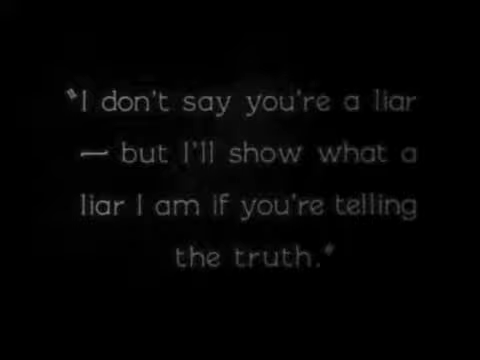 "I don't say you're a liar
— but I'll show what a
liar I am if you're telling
the truth."